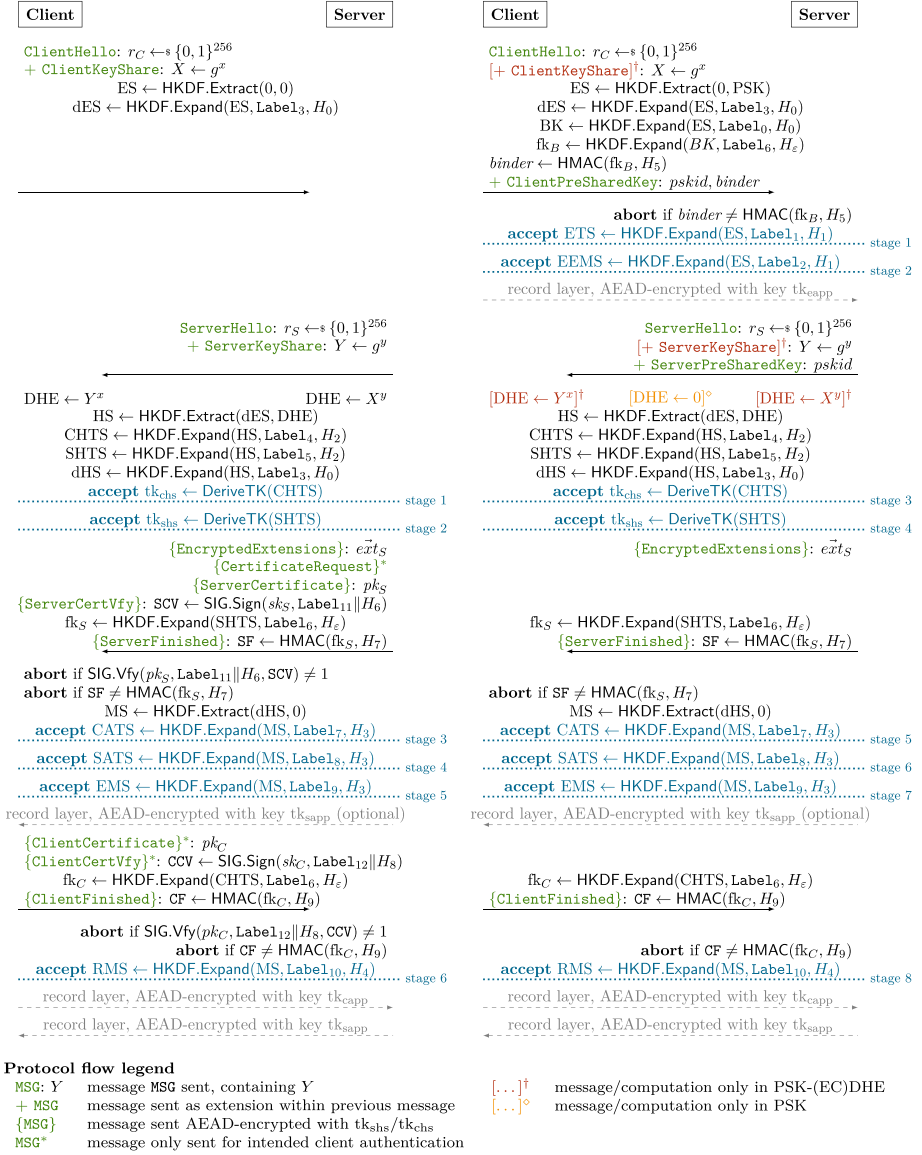 Client Server
ClientHello: r_C ←$ {0,1}^256
+ ClientKeyShare: X ← g^x
ES ← HKDF.Extract(0, 0)
dES ← HKDF.Expand(ES, Label_3, H_0)
ServerHello: r_S ←$ {0,1}^256
+ ServerKeyShare: Y ← g^y
DHE ← Y^x DHE ← X^y
HS ← HKDF.Extract(dES, DHE)
CHTS ← HKDF.Expand(HS, Label_4, H_2)
SHTS ← HKDF.Expand(HS, Label_5, H_2)
dHS ← HKDF.Expand(HS, Label_3, H_0)
accept tk_chs ← DeriveTK(CHTS)
stage 1
accept tk_shs ← DeriveTK(SHTS)
stage 2
{EncryptedExtensions}: e⃗xt_S
{CertificateRequest}*
{ServerCertificate}: pk_S
{ServerCertVfy}: SCV ← SIG.Sign(sk_S, Label_11‖H_6)
fk_S ← HKDF.Expand(SHTS, Label_6, H_ε)
{ServerFinished}: SF ← HMAC(fk_S, H_7)
abort if SIG.Vfy(pk_S, Label_11‖H_6, SCV) ≠ 1
abort if SF ≠ HMAC(fk_S, H_7)
MS ← HKDF.Extract(dHS, 0)
accept CATS ← HKDF.Expand(MS, Label_7, H_3)
stage 3
accept SATS ← HKDF.Expand(MS, Label_8, H_3)
stage 4
accept EMS ← HKDF.Expand(MS, Label_9, H_3)
stage 5
record layer, AEAD-encrypted with key tk_sapp (optional)
{ClientCertificate}*: pk_C
{ClientCertVfy}*: CCV ← SIG.Sign(sk_C, Label_12‖H_8)
fk_C ← HKDF.Expand(CHTS, Label_6, H_ε)
{ClientFinished}: CF ← HMAC(fk_C, H_9)
abort if SIG.Vfy(pk_C, Label_12‖H_8, CCV) ≠ 1
abort if CF ≠ HMAC(fk_C, H_9)
accept RMS ← HKDF.Expand(MS, Label_10, H_4)
stage 6
record layer, AEAD-encrypted with key tk_capp
record layer, AEAD-encrypted with key tk_sapp
Client Server
ClientHello: r_C ←$ {0,1}^256
[+ ClientKeyShare]†: X ← g^x
ES ← HKDF.Extract(0, PSK)
dES ← HKDF.Expand(ES, Label_3, H_0)
BK ← HKDF.Expand(ES, Label_0, H_0)
fk_B ← HKDF.Expand(BK, Label_6, H_ε)
binder ← HMAC(fk_B, H_5)
+ ClientPreSharedKey: pskid, binder
abort if binder ≠ HMAC(fk_B, H_5)
accept ETS ← HKDF.Expand(ES, Label_1, H_1)
stage 1
accept EEMS ← HKDF.Expand(ES, Label_2, H_1)
stage 2
record layer, AEAD-encrypted with key tk_eapp
ServerHello: r_S ←$ {0,1}^256
[+ ServerKeyShare]†: Y ← g^y
+ ServerPreSharedKey: pskid
[DHE ← Y^x]† [DHE ← 0]⋄ [DHE ← X^y]†
HS ← HKDF.Extract(dES, DHE)
CHTS ← HKDF.Expand(HS, Label_4, H_2)
SHTS ← HKDF.Expand(HS, Label_5, H_2)
dHS ← HKDF.Expand(HS, Label_3, H_0)
accept tk_chs ← DeriveTK(CHTS)
stage 3
accept tk_shs ← DeriveTK(SHTS)
stage 4
{EncryptedExtensions}: e⃗xt_S
fk_S ← HKDF.Expand(SHTS, Label_6, H_ε)
{ServerFinished}: SF ← HMAC(fk_S, H_7)
abort if SF ≠ HMAC(fk_S, H_7)
MS ← HKDF.Extract(dHS, 0)
accept CATS ← HKDF.Expand(MS, Label_7, H_3)
stage 5
accept SATS ← HKDF.Expand(MS, Label_8, H_3)
stage 6
accept EMS ← HKDF.Expand(MS, Label_9, H_3)
stage 7
record layer, AEAD-encrypted with key tk_sapp (optional)
fk_C ← HKDF.Expand(CHTS, Label_6, H_ε)
{ClientFinished}: CF ← HMAC(fk_C, H_9)
abort if CF ≠ HMAC(fk_C, H_9)
accept RMS ← HKDF.Expand(MS, Label_10, H_4)
stage 8
record layer, AEAD-encrypted with key tk_capp
record layer, AEAD-encrypted with key tk_sapp
Protocol flow legend
MSG: Y message MSG sent, containing Y
+ MSG message sent as extension within previous message
{MSG} message sent AEAD-encrypted with tk_shs/tk_chs
MSG* message only sent for intended client authentication
[...]† message/computation only in PSK-(EC)DHE
[...]⋄ message/computation only in PSK